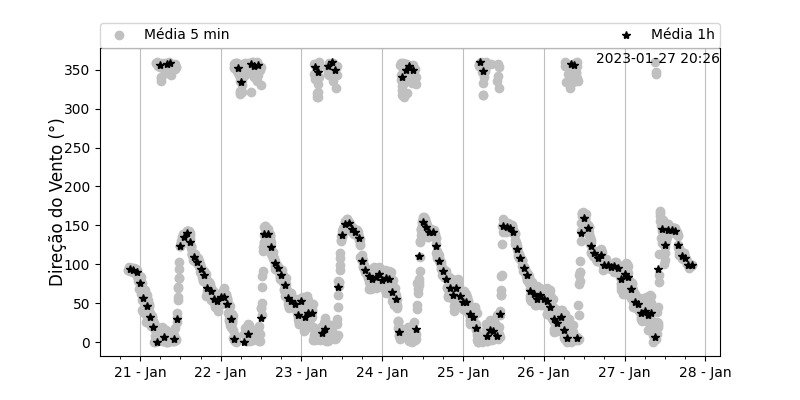 Média 5 min
Média 1h
2023-01-27 20:26
Direção do Vento (°)
350
300
250
200
150
100
50
0
21 - Jan
22 - Jan
23 - Jan
24 - Jan
25 - Jan
26 - Jan
27 - Jan
28 - Jan